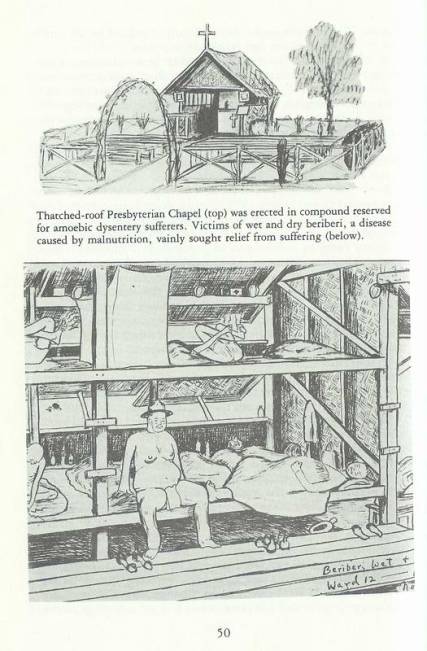 Thatched-roof Presbyterian Chapel (top) was erected in compound reserved
for amoebic dysentery sufferers. Victims of wet and dry beriberi, a disease
caused by malnutrition, vainly sought relief from suffering (below).
Beriberi, wet +
Ward 12
50